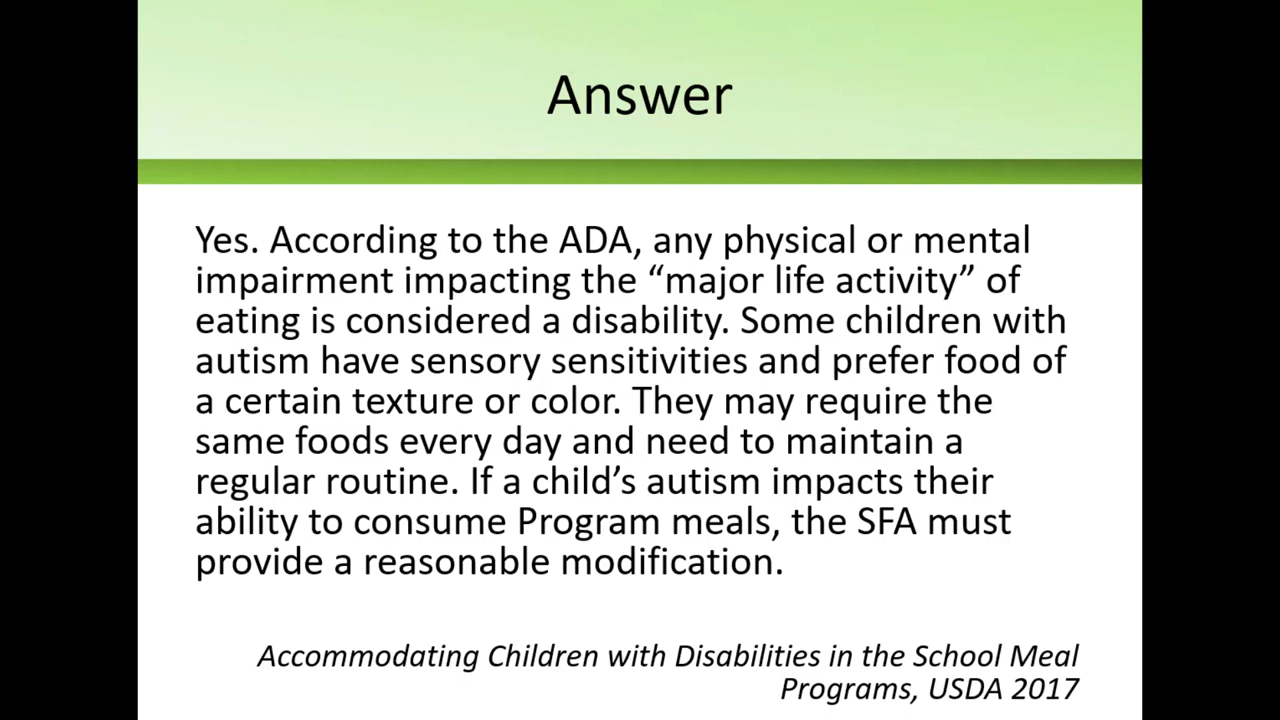 Answer
Yes. According to the ADA, any physical or mental
impairment impacting the “major life activity” of
eating is considered a disability. Some children with
autism have sensory sensitivities and prefer food of
a certain texture or color. They may require the
same foods every day and need to maintain a
regular routine. If a child’s autism impacts their
ability to consume Program meals, the SFA must
provide a reasonable modification.
Accommodating Children with Disabilities in the School Meal
Programs, USDA 2017